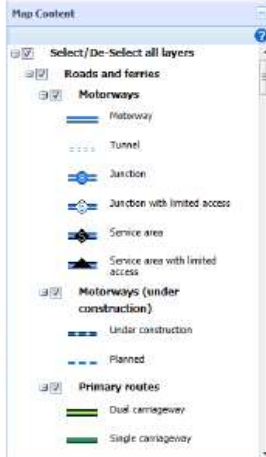 Map Content
Select/De-Select all layers
Roads and ferries
Motorways
Motorway
Tunnel
Junction
Junction with limited access
Service area
Service area with limited
access
Motorways (under
construction)
Under construction
Planned
Primary routes
Dual carriageway
Single carriageway